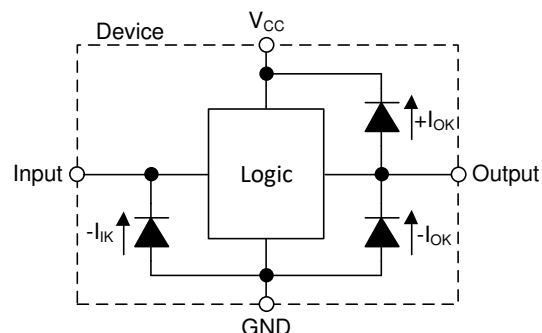 V_CC
Device
+I_OK
Input
Logic
Output
-I_IK
-I_OK
GND